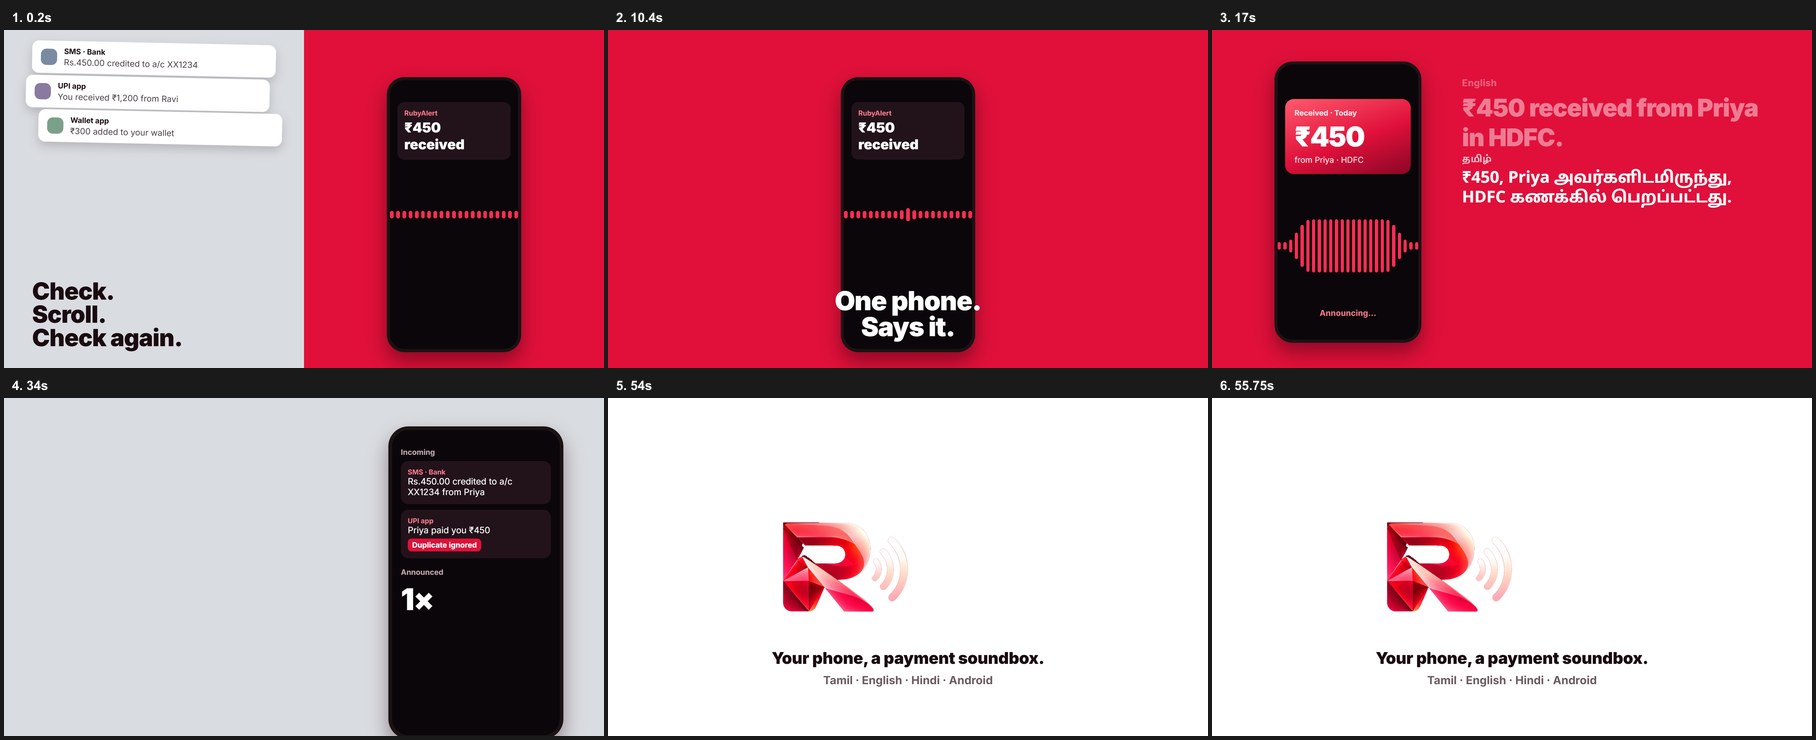 1. 0.2s
SMS · Bank
Rs.450.00 credited to a/c XX1234
UPI app
You received ₹1,200 from Ravi
Wallet app
₹300 added to your wallet
Check.
Scroll.
Check again.
RubyAlert
₹450
received
2. 10.4s
RubyAlert
₹450
received
One phone.
Says it.
3. 17s
Received · Today
₹450
from Priya · HDFC
Announcing...
English
₹450 received from Priya
in HDFC.
தமிழ்
₹450, Priya அவர்களிடமிருந்து,
HDFC கணக்கில் பெறப்பட்டது.
4. 34s
Incoming
SMS · Bank
Rs.450.00 credited to a/c
XX1234 from Priya
UPI app
Priya paid you ₹450
Duplicate ignored
Announced
1×
5. 54s
R
Your phone, a payment soundbox.
Tamil · English · Hindi · Android
6. 55.75s
R
Your phone, a payment soundbox.
Tamil · English · Hindi · Android